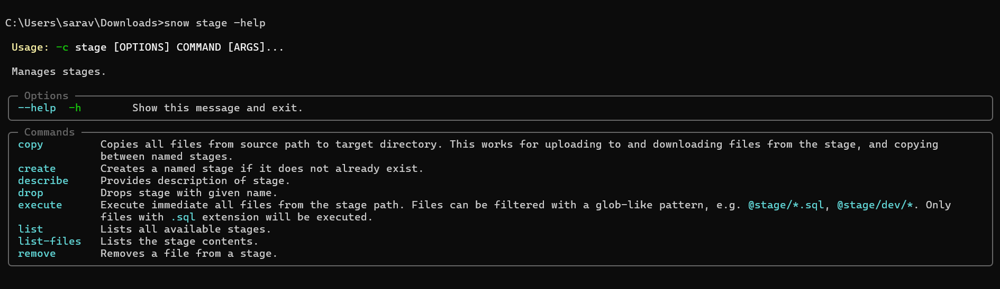 C:\Users\sarav\Downloads>snow stage -help
Usage: -c stage [OPTIONS] COMMAND [ARGS]...
Manages stages.
Options
--help -h Show this message and exit.
Commands
copy Copies all files from source path to target directory. This works for uploading to and downloading files from the stage, and copying
between named stages.
create Creates a named stage if it does not already exist.
describe Provides description of stage.
drop Drops stage with given name.
execute Execute immediate all files from the stage path. Files can be filtered with a glob-like pattern, e.g. @stage/*.sql, @stage/dev/*. Only
files with .sql extension will be executed.
list Lists all available stages.
list-files Lists the stage contents.
remove Removes a file from a stage.